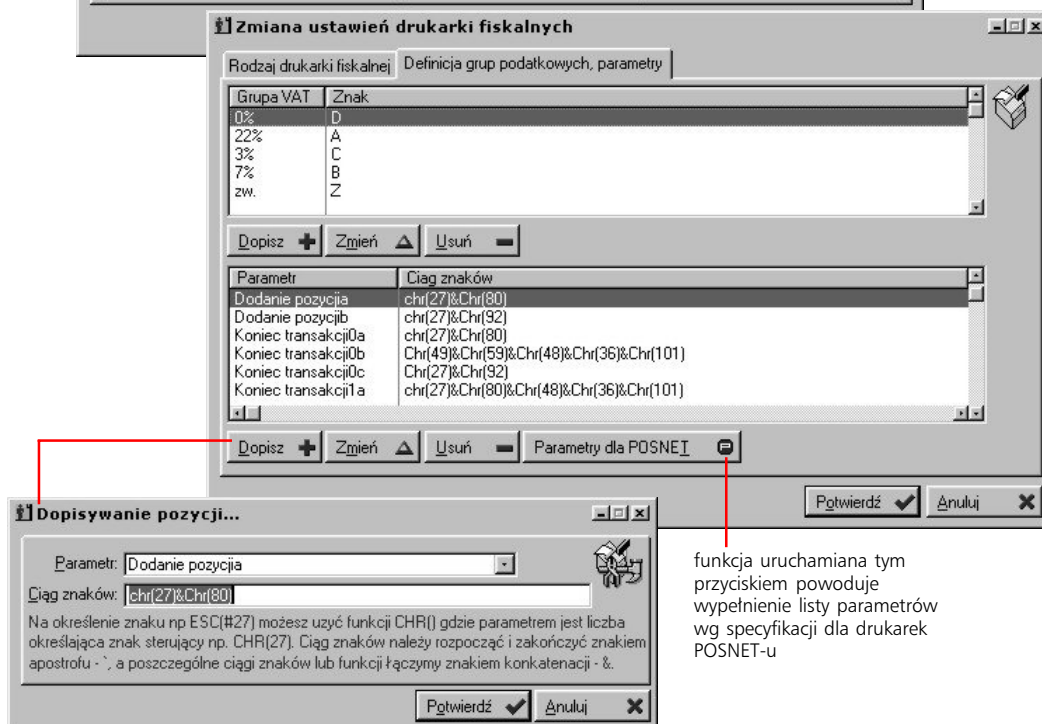 Zmiana ustawień drukarki fiskalnych
Rodzaj drukarki fiskalnej Definicja grup podatkowych, parametry
Grupa VAT Znak
0% D
22% A
3% C
7% B
zw. Z
Dopisz Zmień Usuń
Parametr Ciag znaków
Dodanie pozycjia chr(27)&Chr(80)
Dodanie pozycjib chr(27)&Chr(92)
Koniec transakcji0a chr(27)&Chr(80)
Koniec transakcji0b Chr(49)&Chr(59)&Chr(48)&Chr(36)&Chr(101)
Koniec transakcji0c Chr(27)&Chr(92)
Koniec transakcji1a chr(27)&Chr(80)&Chr(48)&Chr(36)&Chr(101)
Dopisz Zmień Usuń Parametry dla POSNET
Potwierdź Anuluj
Dopisywanie pozycji...
Parametr: Dodanie pozycjia
Ciąg znaków: chr(27)&Chr(80)
Na określenie znaku np ESC(#27) możesz uzyć funkcji CHR() gdzie parametrem jest liczba
określająca znak sterujący np. CHR(27). Ciąg znaków należy rozpocząć i zakończyć znakiem
apostrofu - `, a poszczególne ciągi znaków lub funkcji łączymy znakiem konkatenacji - &.
Potwierdź Anuluj
funkcja uruchamiana tym
przyciskiem powoduje
wypełnienie listy parametrów
wg specyfikacji dla drukarek
POSNET-u